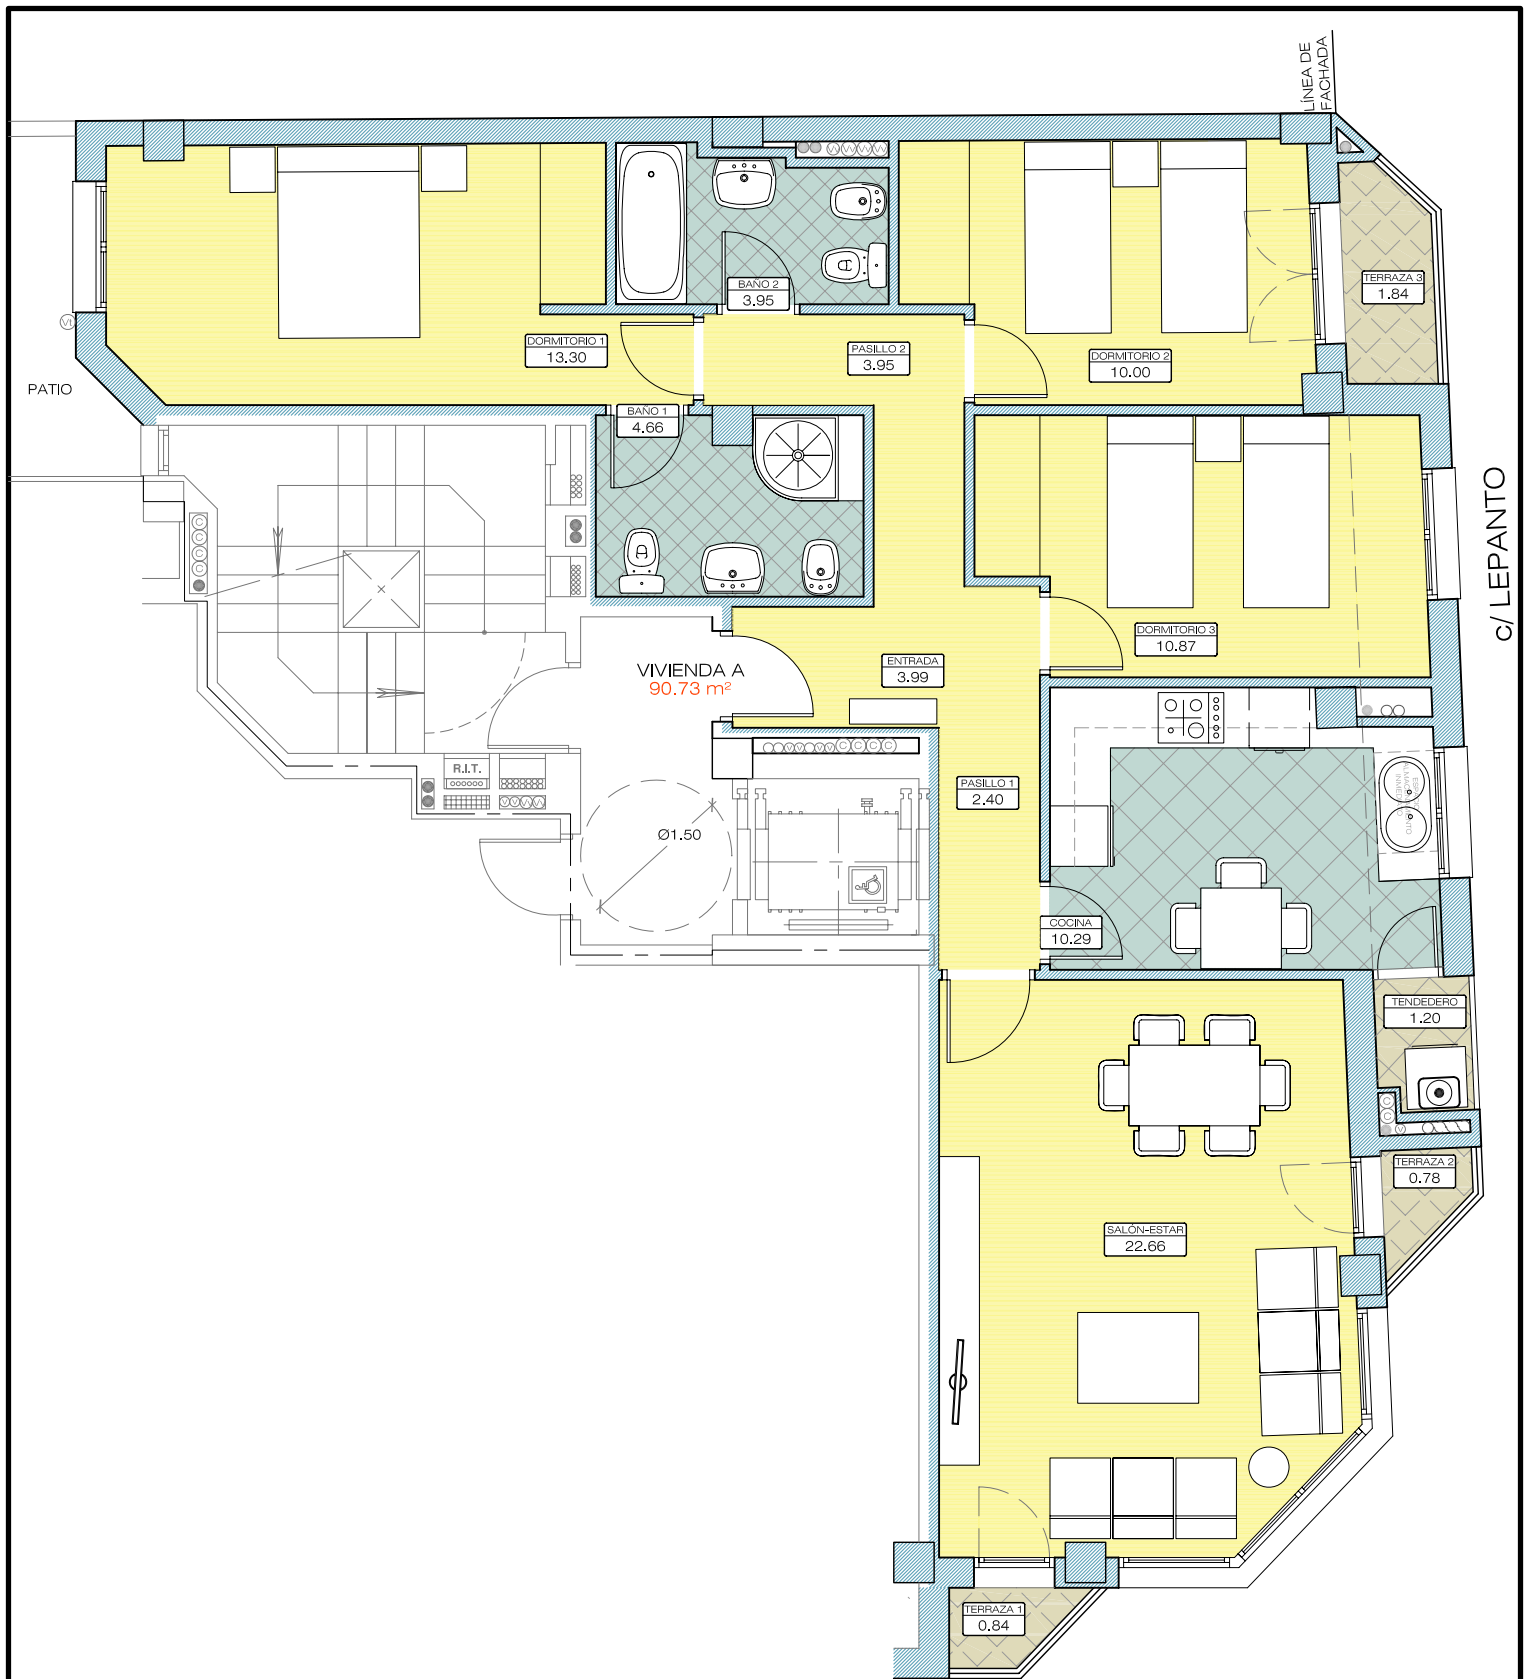 LÍNEA DE
FACHADA
BAÑO 2
3.95
TERRAZA 3
1.84
DORMITORIO 1
13.30
PASILLO 2
3.95
DORMITORIO 2
10.00
PATIO
BAÑO 1
4.66
c/ LEPANTO
DORMITORIO 3
10.87
ENTRADA
3.99
VIVIENDA A
90.73 m²
R.I.T.
PASILLO 1
2.40
Ø1.50
COCINA
10.29
TENDEDERO
1.20
TERRAZA 2
0.78
SALÓN-ESTAR
22.66
TERRAZA 1
0.84